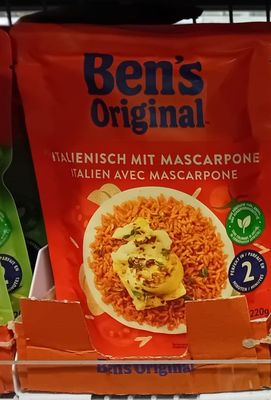 Ben's
Original
ITALIENISCH MIT MASCARPONE
ITALIEN AVEC MASCARPONE
2
220g
Ben's Original